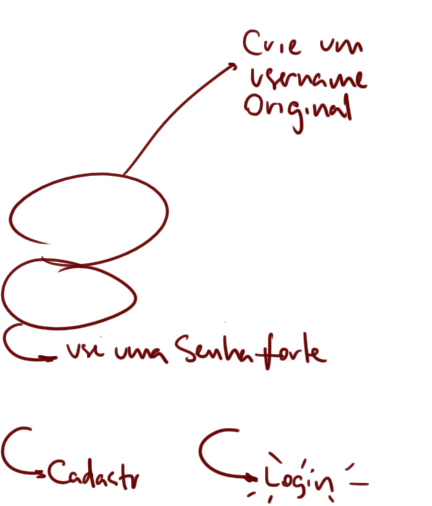 Crie um
username
Original
use uma Senha forte
Cadastr
Login